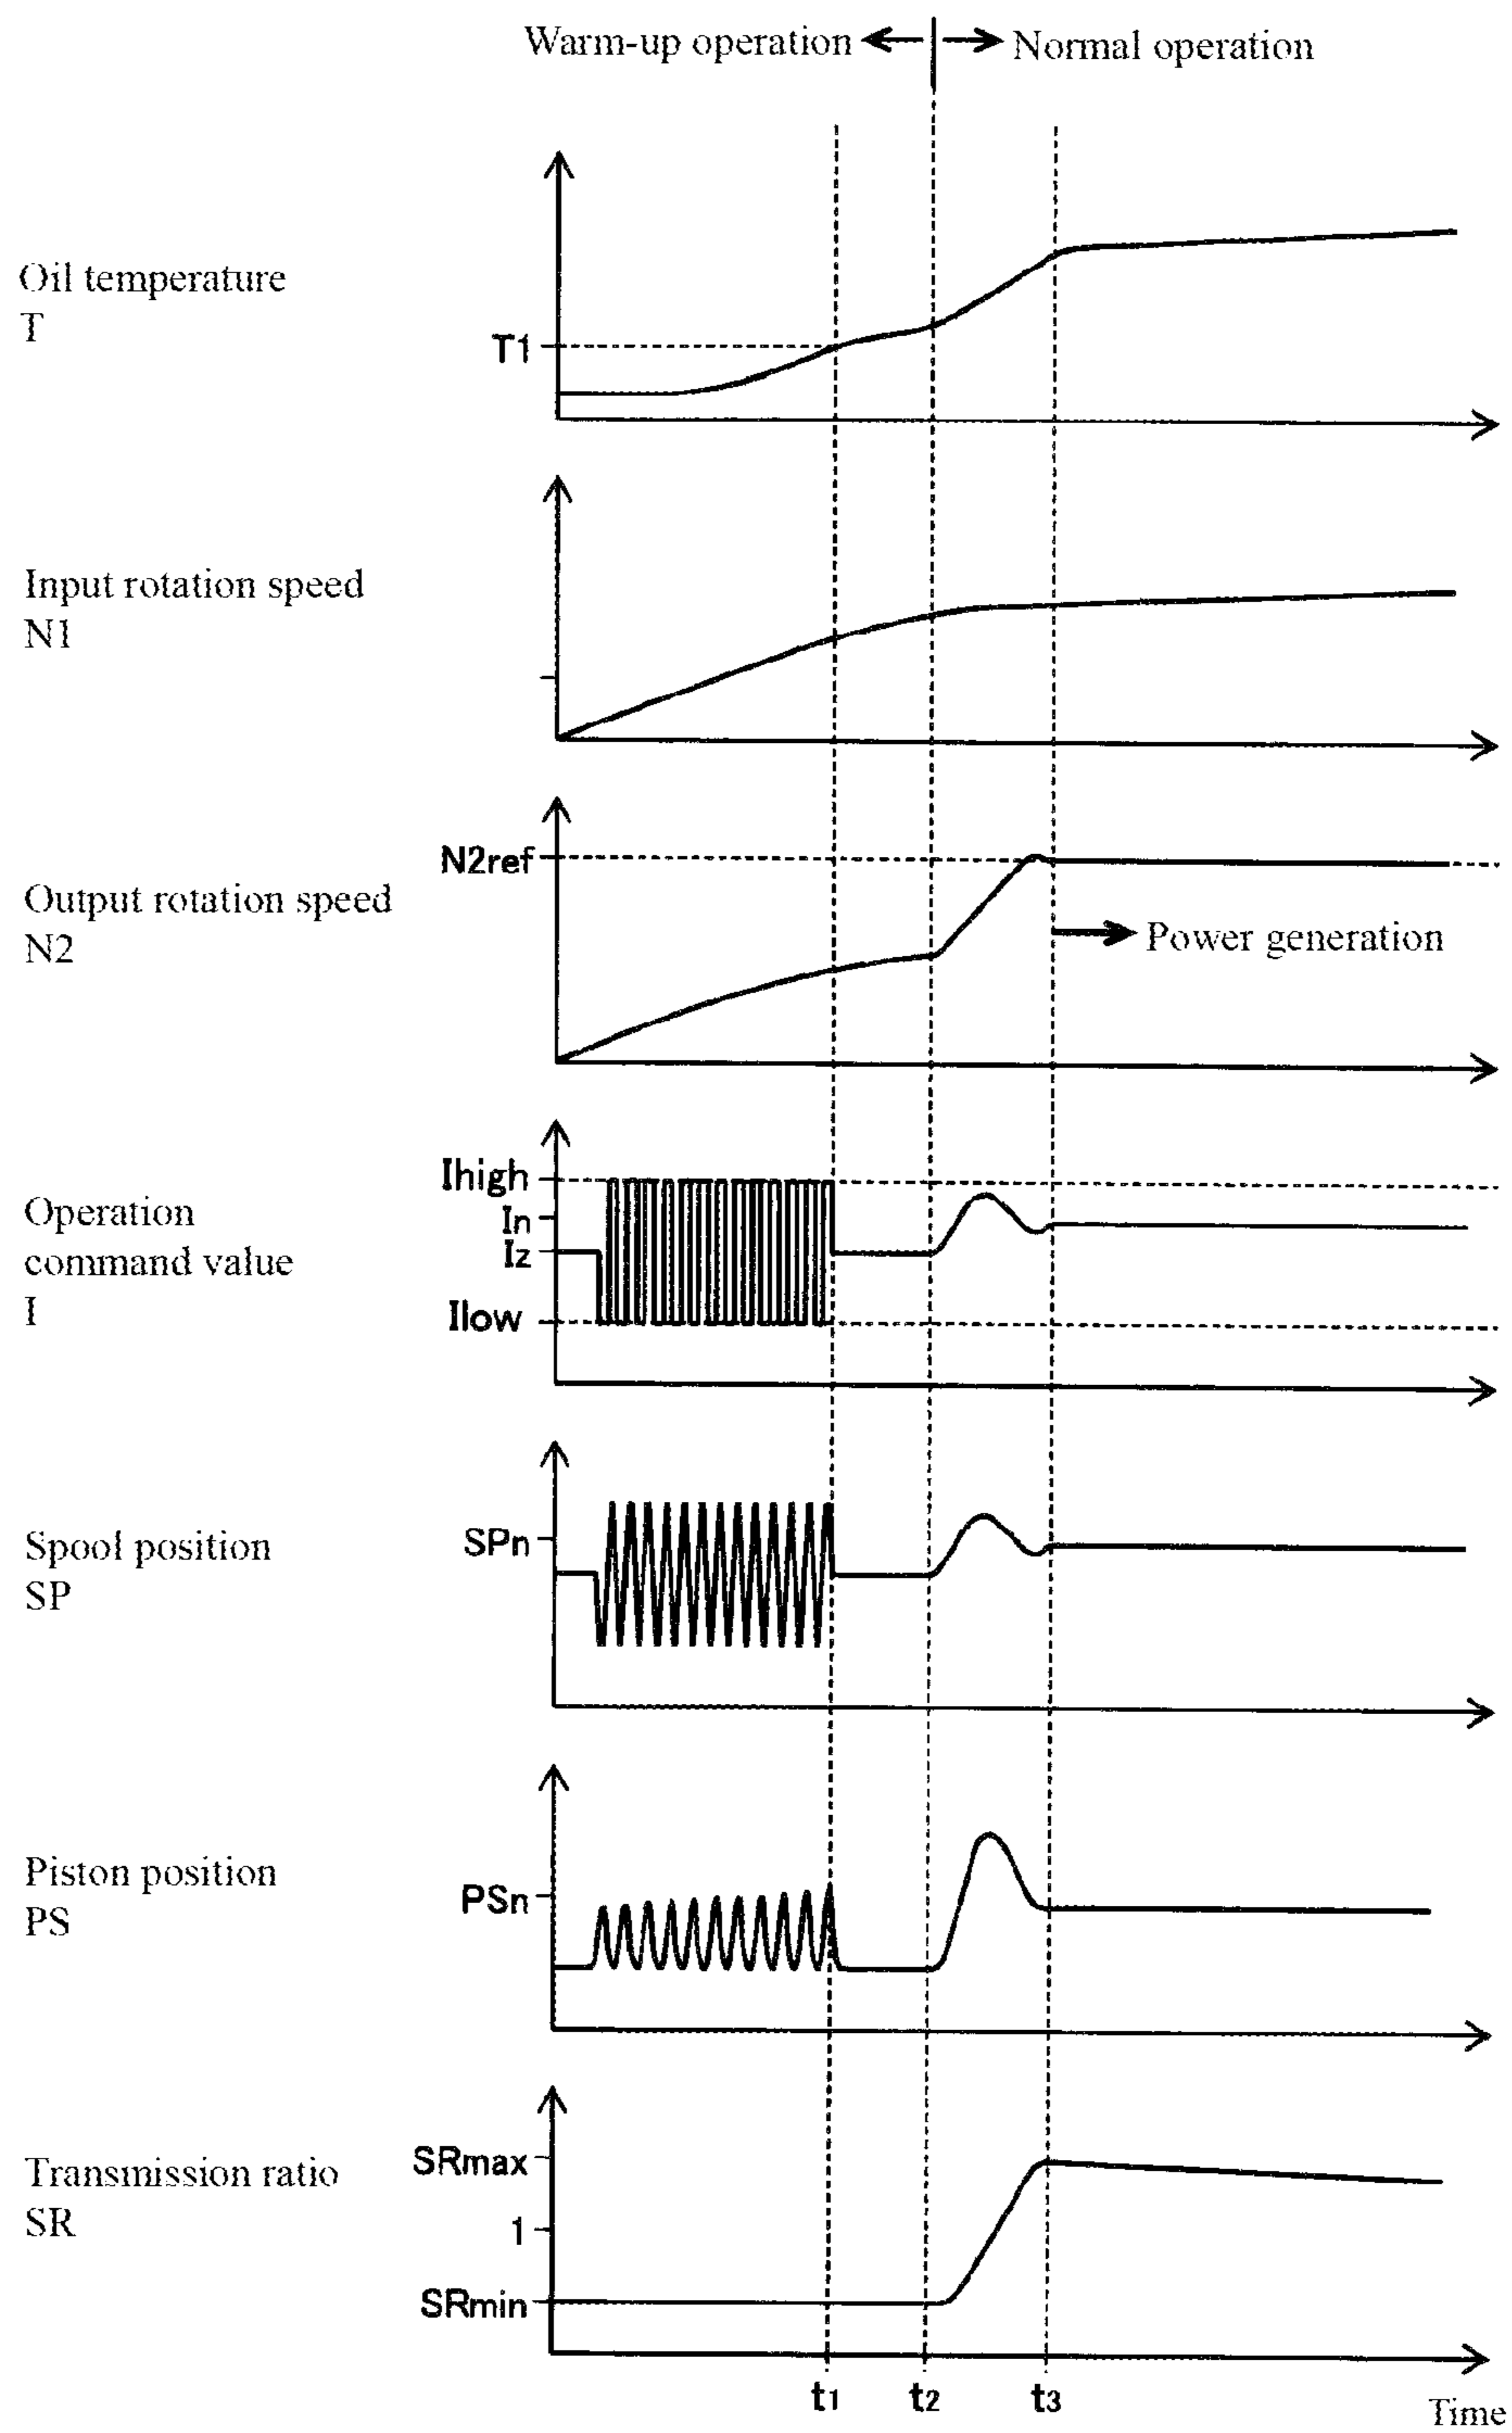 Warm-up operation
Normal operation
Oil temperature
T
T1
Input rotation speed
N1
N2ref
Output rotation speed
N2
Power generation
Ihigh
In
Iz
Ilow
Operation
command value
I
SPn
Spool position
SP
Piston position
PS
PSn
SRmax
Transmission ratio
SR
1
SRmin
t1 t2 t3
Time